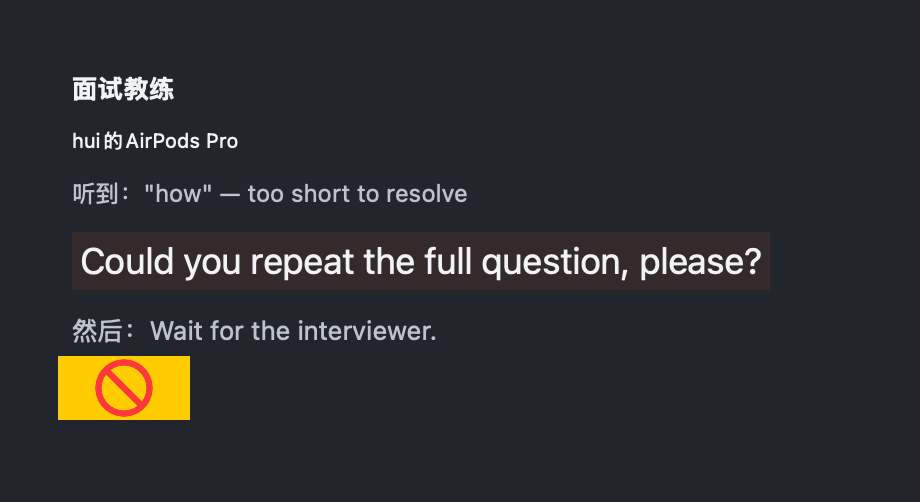 面试教练
hui的AirPods Pro
听到："how" — too short to resolve
Could you repeat the full question, please?
然后：Wait for the interviewer.